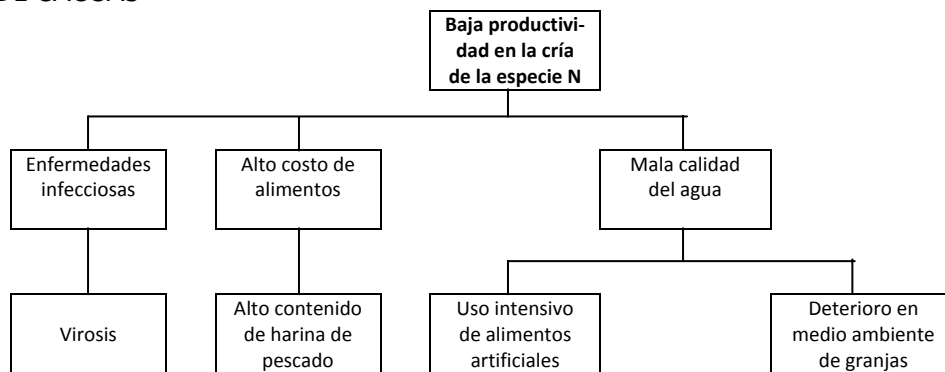 Baja productivi-
dad en la cría
de la especie N
Enfermedades
infecciosas
Alto costo de
alimentos
Mala calidad
del agua
Virosis
Alto contenido
de harina de
pescado
Uso intensivo
de alimentos
artificiales
Deterioro en
medio ambiente
de granjas